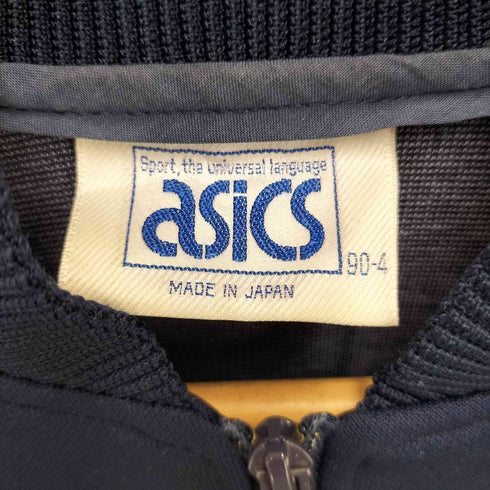 Sport, the universal language
asics
90-4
MADE IN JAPAN